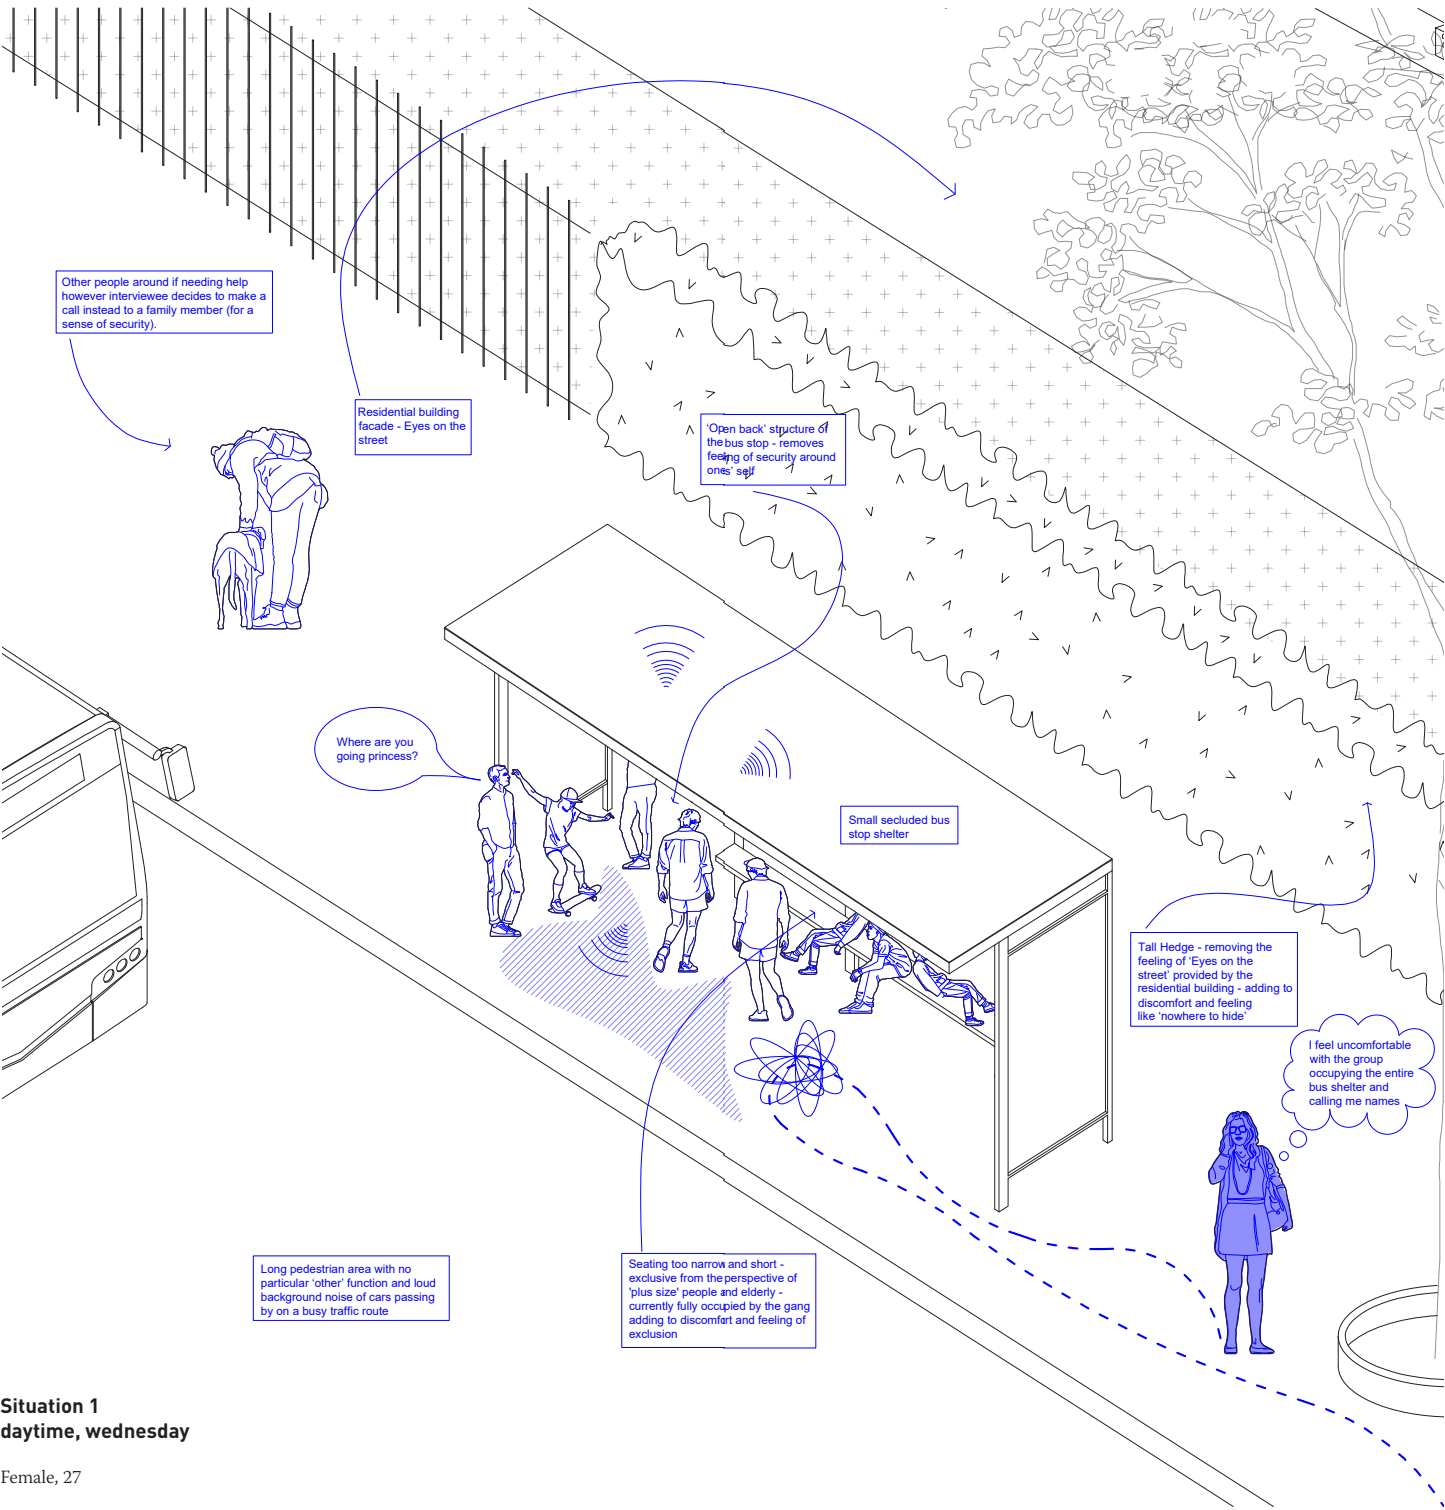 Other people around if needing help
however interviewee decides to make a
call instead to a family member (for a
sense of security).
Residential building
facade - Eyes on the
street
‘Open back’ structure of
the bus stop - removes
feeling of security around
ones’ self
Where are you
going princess?
Small secluded bus
stop shelter
Tall Hedge - removing the
feeling of ‘Eyes on the
street’ provided by the
residential building - adding to
discomfort and feeling
like ‘nowhere to hide’
I feel uncomfortable
with the group
occupying the entire
bus shelter and
calling me names
Long pedestrian area with no
particular ‘other’ function and loud
background noise of cars passing
by on a busy traffic route
Seating too narrow and short -
exclusive from the perspective of
'plus size' people and elderly -
currently fully occupied by the gang
adding to discomfort and feeling of
exclusion
Situation 1
daytime, wednesday
Female, 27